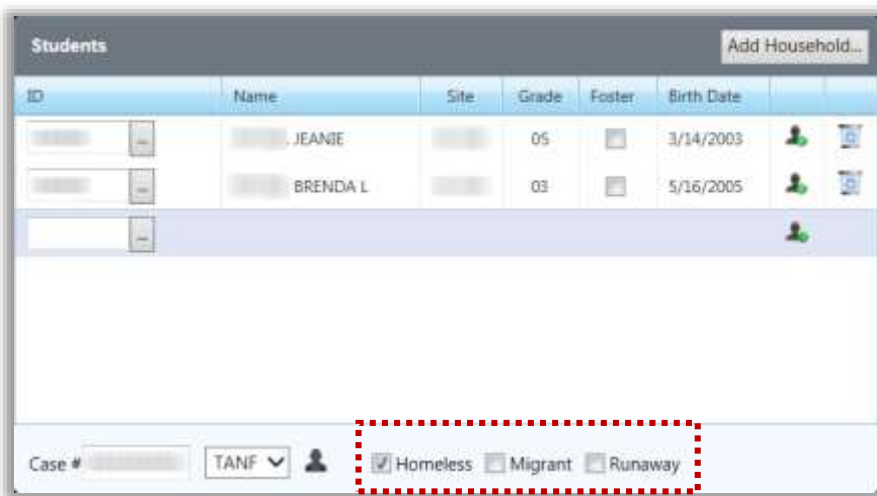 Students Add Household...
ID Name Site Grade Foster Birth Date
... , JEANIE 05 3/14/2003
... BRENDA L 03 5/16/2005
...
Case # TANF Homeless Migrant Runaway